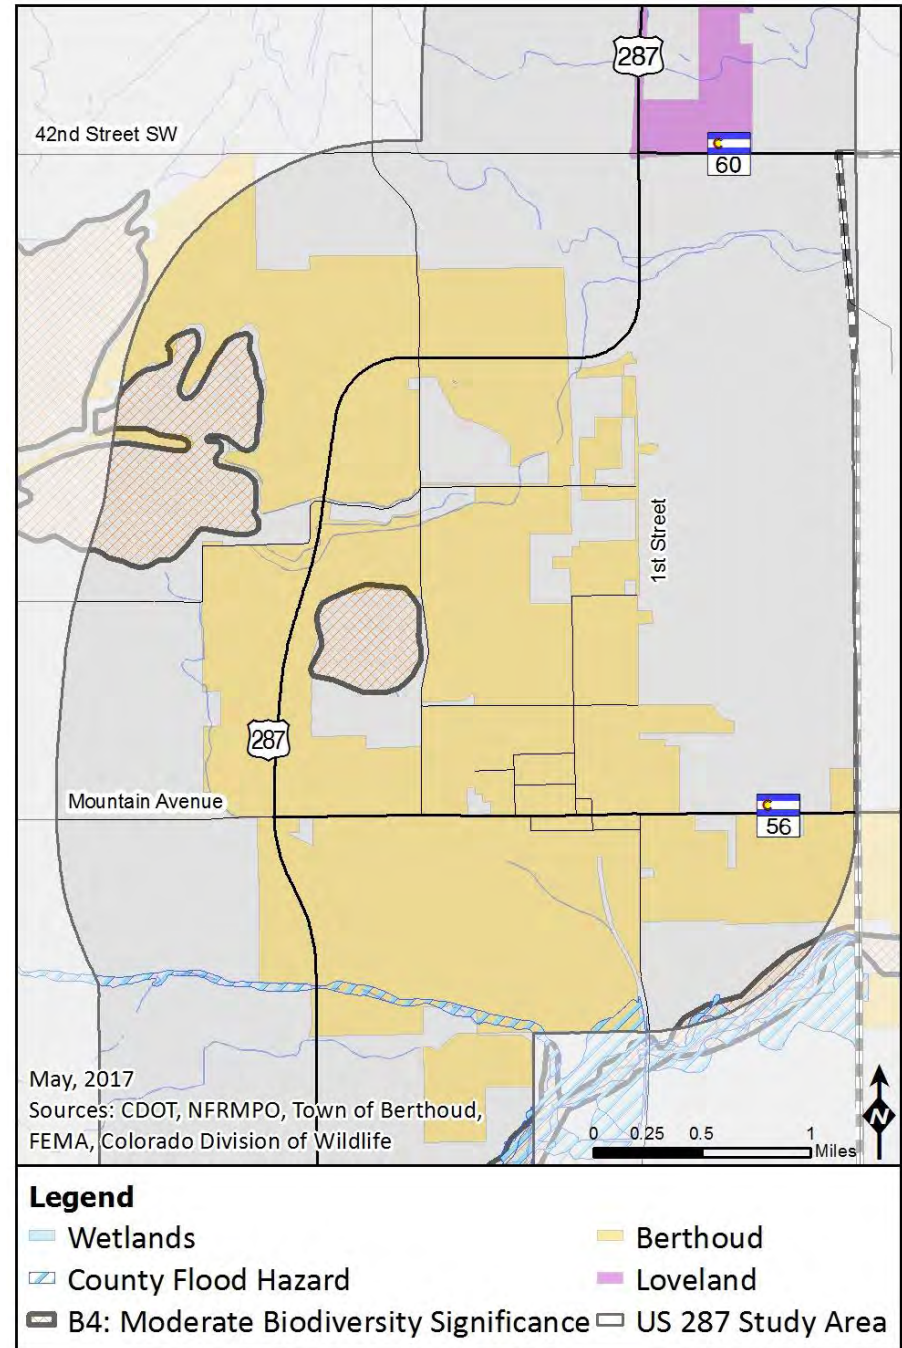 287
42nd Street SW
60
1st Street
287
Mountain Avenue
56
May, 2017
Sources: CDOT, NFRMPO, Town of Berthoud,
FEMA, Colorado Division of Wildlife
N
0 0.25 0.5 1
Miles
Legend
Wetlands
Berthoud
County Flood Hazard
Loveland
B4: Moderate Biodiversity Significance
US 287 Study Area